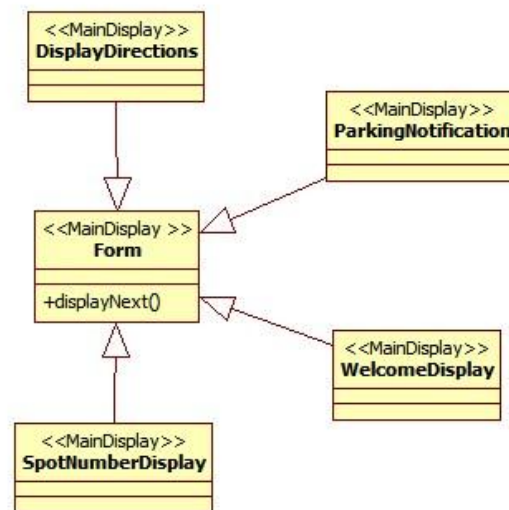 <<MainDisplay>>
DisplayDirections
<<MainDisplay>>
ParkingNotification
<<MainDisplay >>
Form
+displayNext()
<<MainDisplay>>
WelcomeDisplay
<<MainDisplay>>
SpotNumberDisplay